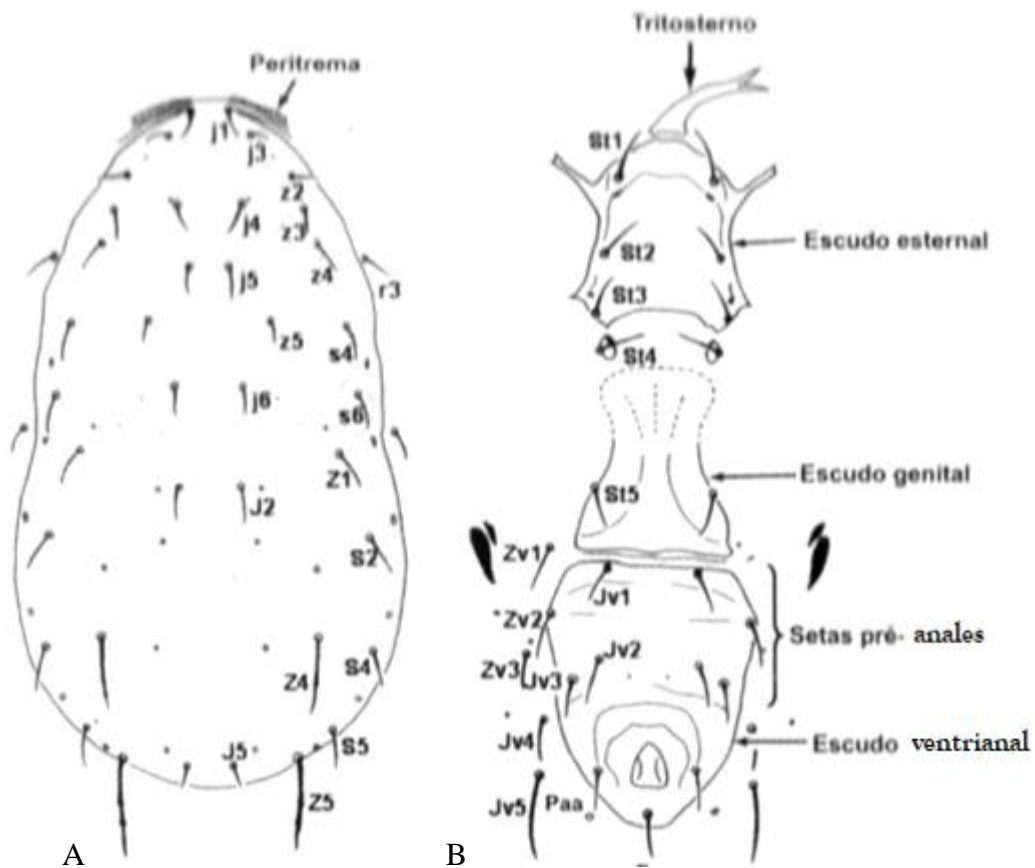 Peritrema
j1
j3
z2
j4
z3
z4
j5
r3
z5
s4
j6
s6
Z1
J2
S2
Z4
S4
J5
S5
Z5
A
Tritosterno
St1
St2
Escudo esternal
St3
St4
St5
Escudo genital
Zv1
Jv1
Zv2
Setas pré- anales
Jv2
Zv3
Jv3
Jv4
Escudo ventrianal
Jv5
Paa
B